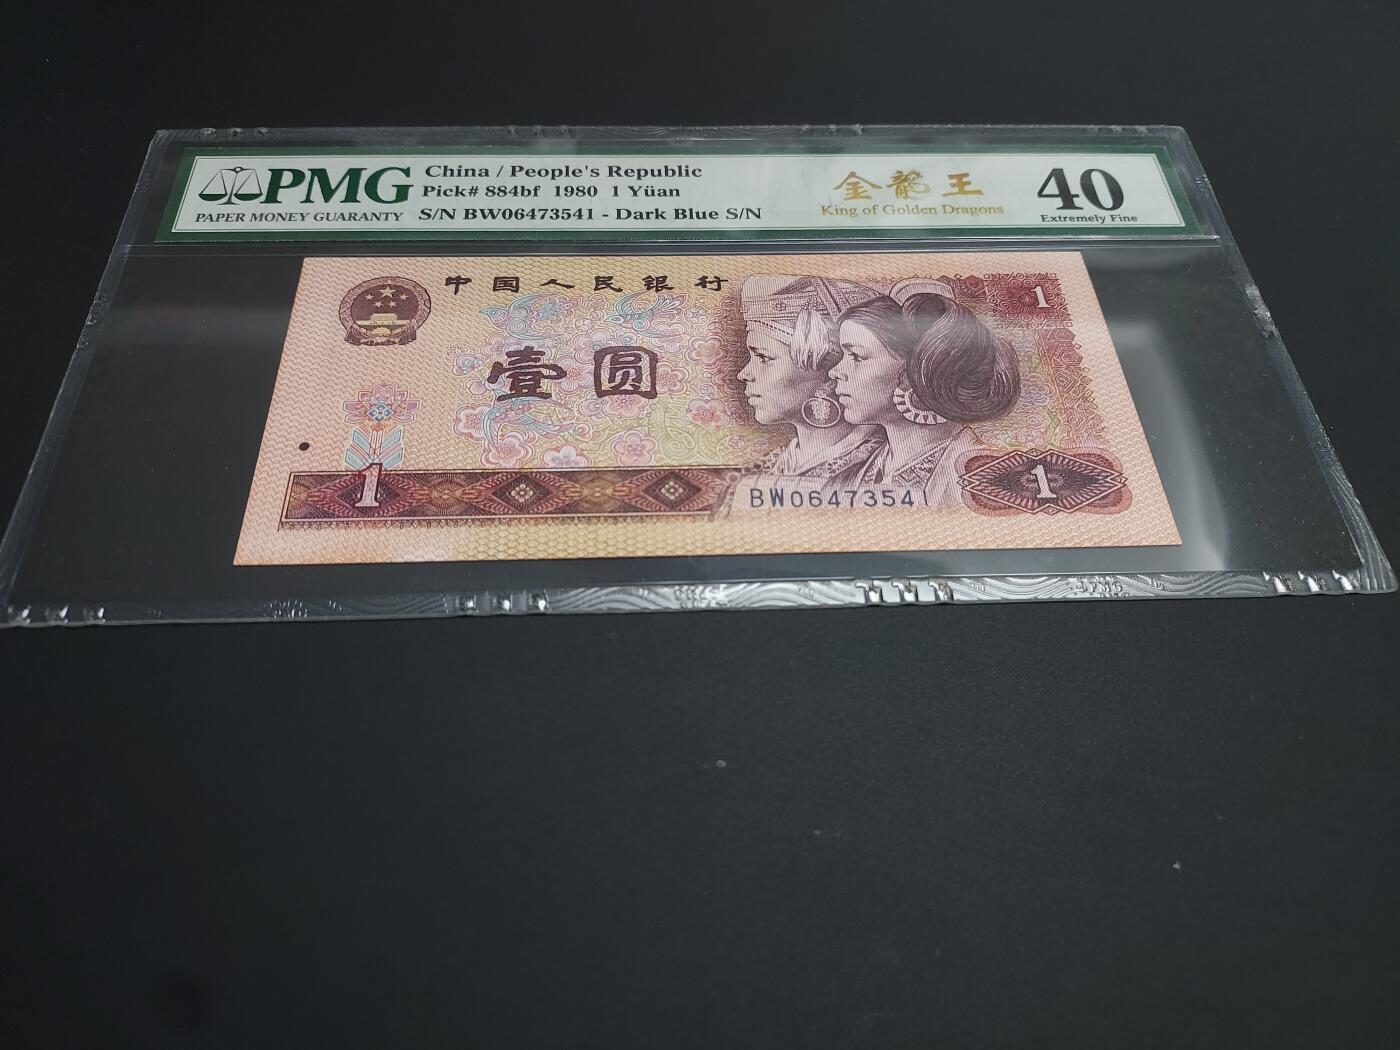 PMG
PAPER MONEY GUARANTY
China / People's Republic
Pick# 884bf 1980 1 Yüan
S/N BW06473541 - Dark Blue S/N
金龍王
King of Golden Dragons
40
Extremely Fine
中国人民银行
1
壹圆
1
BW06473541
1
PMG